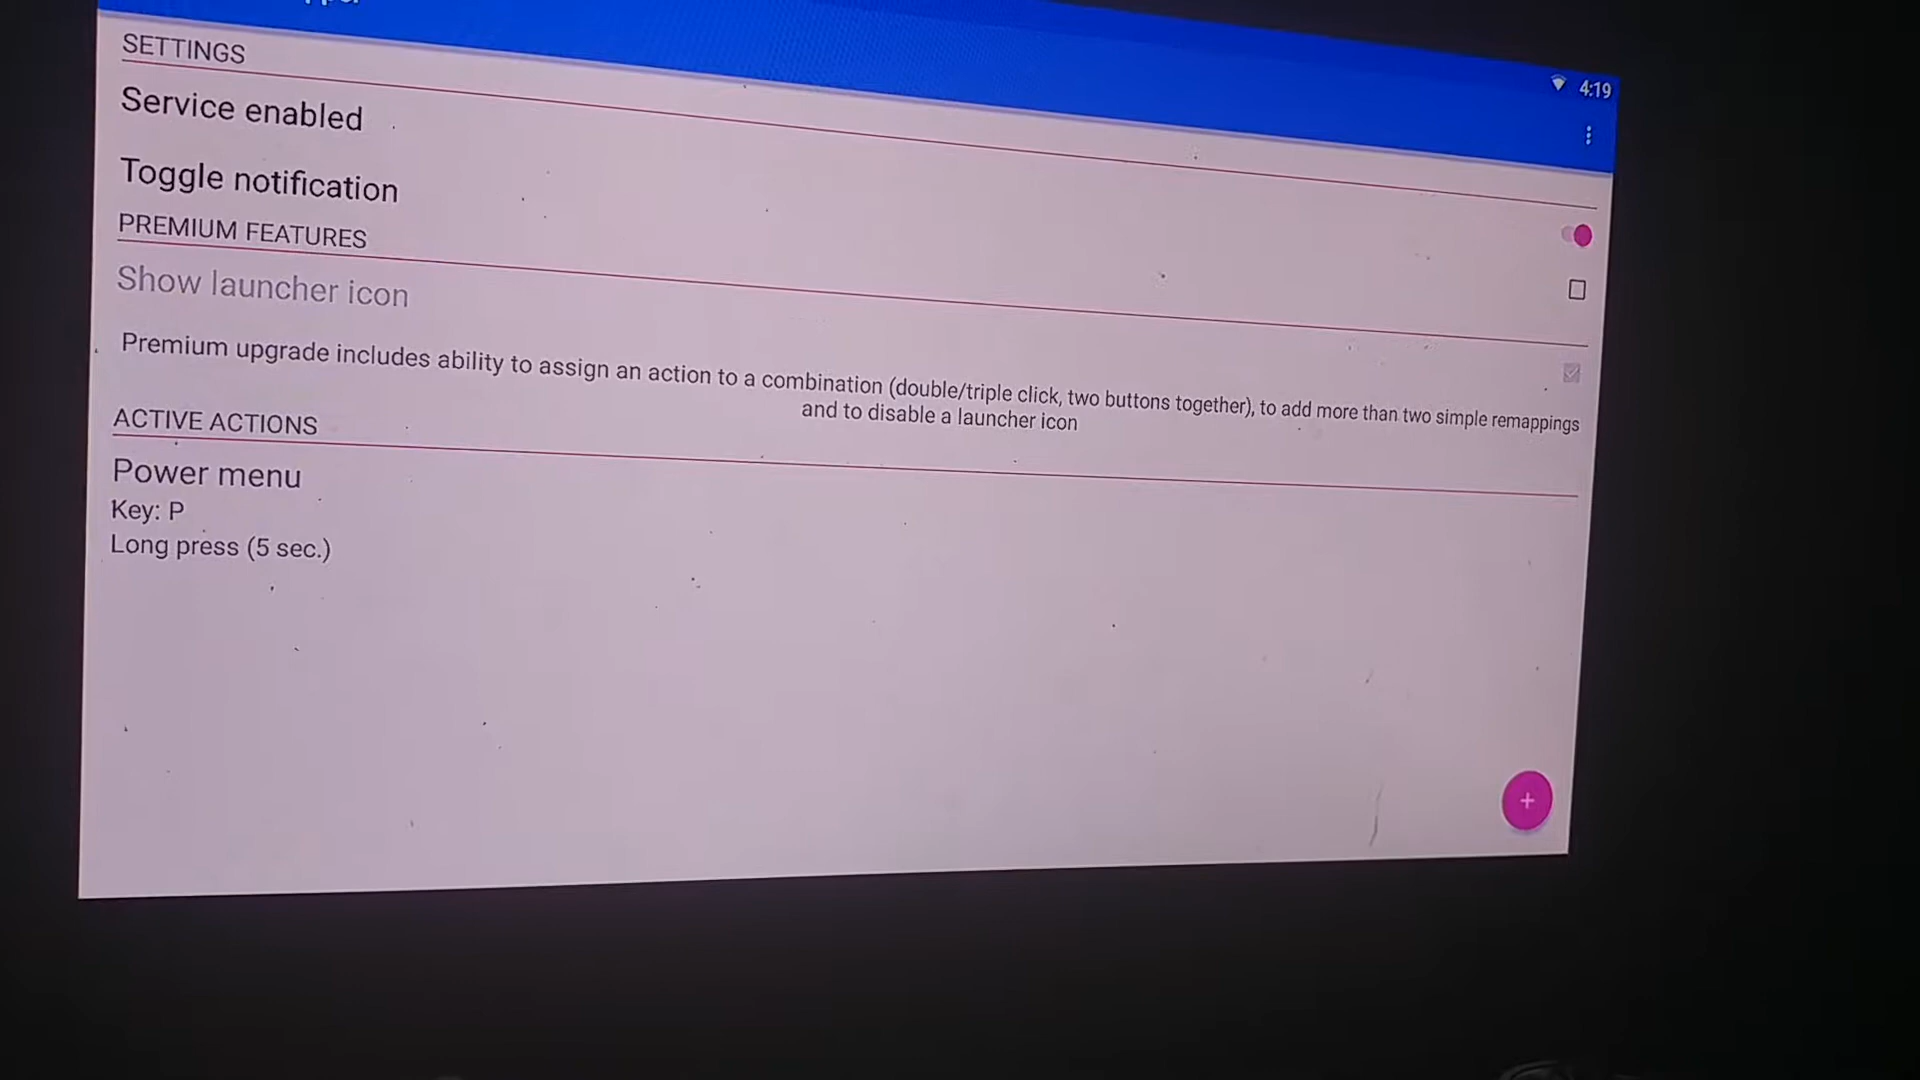 4:19
SETTINGS
Service enabled
Toggle notification
PREMIUM FEATURES
Show launcher icon
Premium upgrade includes ability to assign an action to a combination (double/triple click, two buttons together), to add more than two simple remappings
and to disable a launcher icon
ACTIVE ACTIONS
Power menu
Key: P
Long press (5 sec.)
+